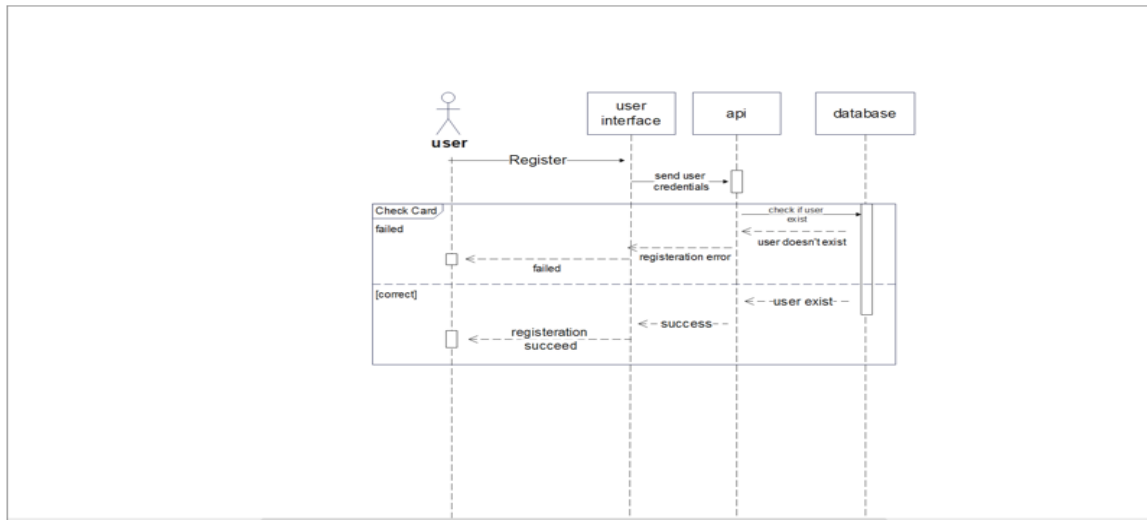 user
interface
api
database
user
Register
send user
credentials
Check Card
check if user
exist
failed
user doesn't exist
registeration error
failed
[correct]
user exist
success
registeration
succeed